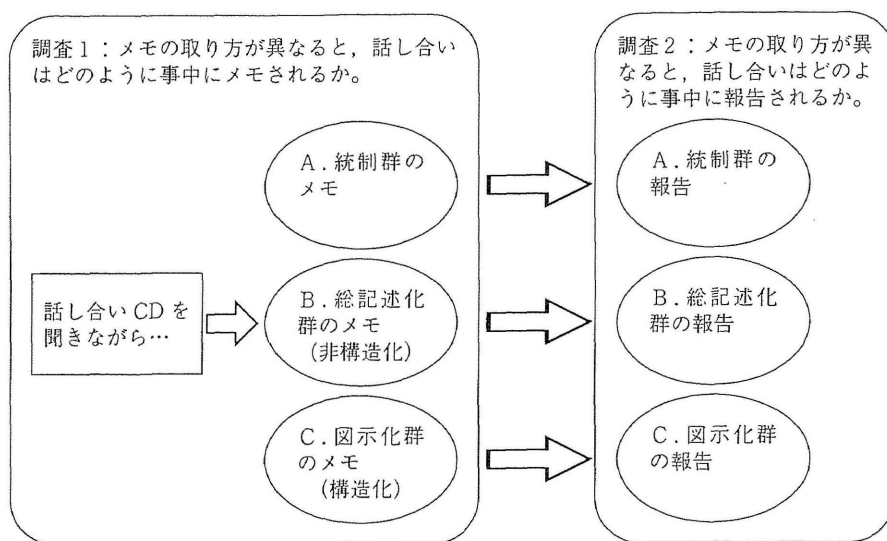 調査1：メモの取り方が異なると，話し合い
はどのように事中にメモされるか。
A．統制群の
メモ
話し合いCDを
聞きながら…
B．総記述化
群のメモ
（非構造化）
C．図示化群
のメモ
（構造化）
調査2：メモの取り方が異
なると，話し合いはどのよ
うに事中に報告されるか。
A．統制群の
報告
B．総記述化
群の報告
C．図示化群
の報告